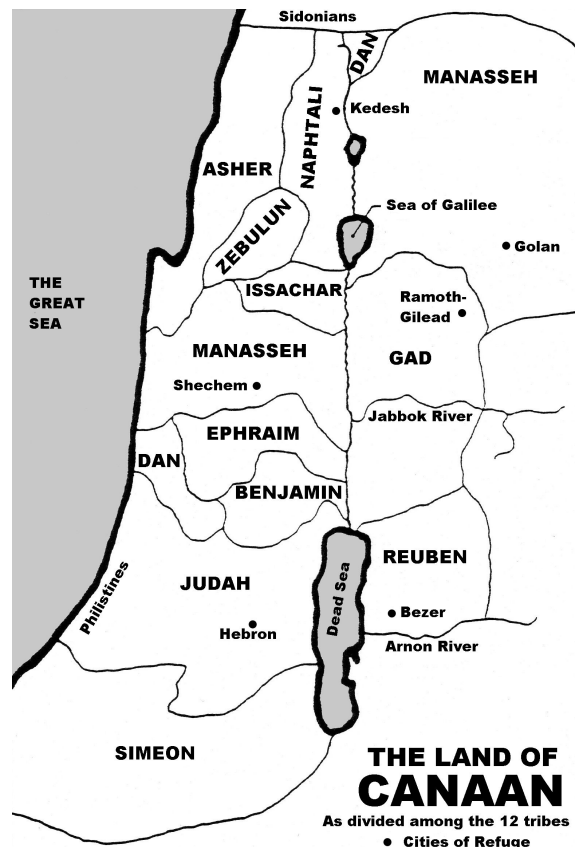 Sidonians
DAN
MANASSEH
NAPHTALI
Kedesh
ASHER
Sea of Galilee
ZEBULUN
Golan
THE
GREAT
SEA
ISSACHAR
Ramoth-
Gilead
MANASSEH
GAD
Shechem
Jabbok River
EPHRAIM
DAN
BENJAMIN
REUBEN
Philistines
JUDAH
Dead Sea
Bezer
Hebron
Arnon River
SIMEON
THE LAND OF
CANAAN
As divided among the 12 tribes
Cities of Refuge